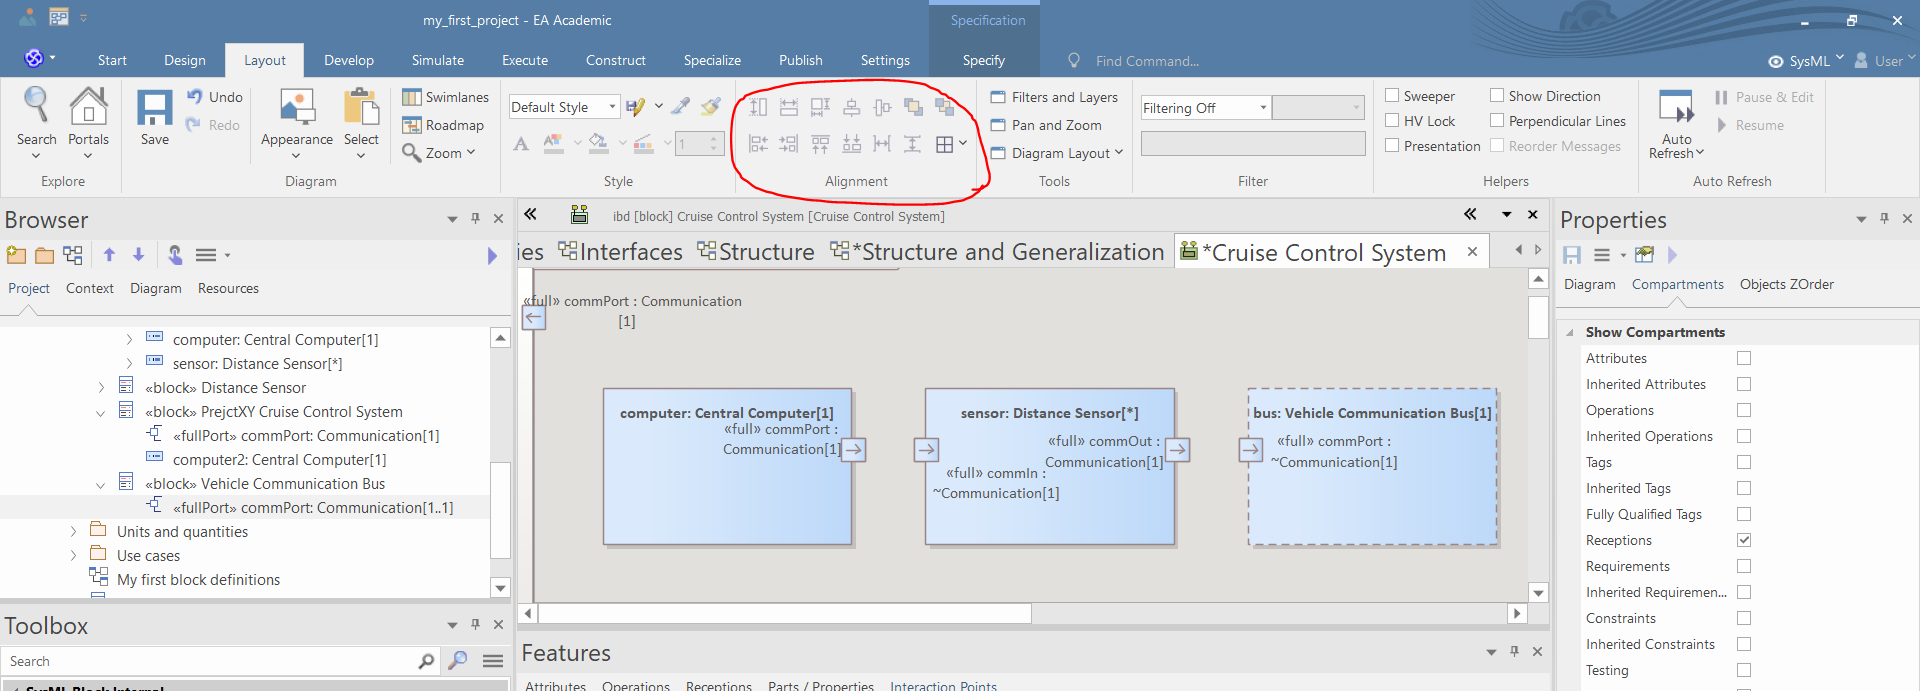 my_first_project - EA Academic
Specification
Start
Design
Layout
Develop
Simulate
Execute
Construct
Specialize
Publish
Settings
Specify
Find Command...
SysML
User
Search
Portals
Explore
Save
Undo
Redo
Appearance
Select
Swimlanes
Roadmap
Zoom
Diagram
Default Style
1
Style
Alignment
Filters and Layers
Pan and Zoom
Diagram Layout
Tools
Filtering Off
Filter
Sweeper
HV Lock
Presentation
Show Direction
Perpendicular Lines
Reorder Messages
Helpers
Auto
Refresh
Pause & Edit
Resume
Auto Refresh
Browser
Project
Context
Diagram
Resources
computer: Central Computer[1]
sensor: Distance Sensor[*]
«block» Distance Sensor
«block» PrejctXY Cruise Control System
«fullPort» commPort: Communication[1]
computer2: Central Computer[1]
«block» Vehicle Communication Bus
«fullPort» commPort: Communication[1..1]
Units and quantities
Use cases
My first block definitions
Toolbox
Search
SysML Block Internal
ibd [block] Cruise Control System [Cruise Control System]
ies
Interfaces
Structure
*Structure and Generalization
*Cruise Control System
«full» commPort : Communication
[1]
computer: Central Computer[1]
«full» commPort :
Communication[1]
sensor: Distance Sensor[*]
«full» commOut :
Communication[1]
«full» commIn :
~Communication[1]
bus: Vehicle Communication Bus[1]
«full» commPort :
~Communication[1]
Features
Attributes
Operations
Receptions
Parts / Properties
Interaction Points
Properties
Diagram
Compartments
Objects ZOrder
Show Compartments
Attributes
Inherited Attributes
Operations
Inherited Operations
Tags
Inherited Tags
Fully Qualified Tags
Receptions
Requirements
Inherited Requiremen...
Constraints
Inherited Constraints
Testing